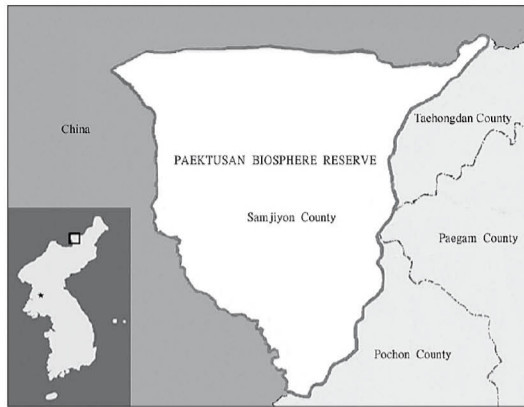 Taehongdan County
China
PAEKTUSAN BIOSPHERE RESERVE
Samjiyon County
Paegam County
Pochon County